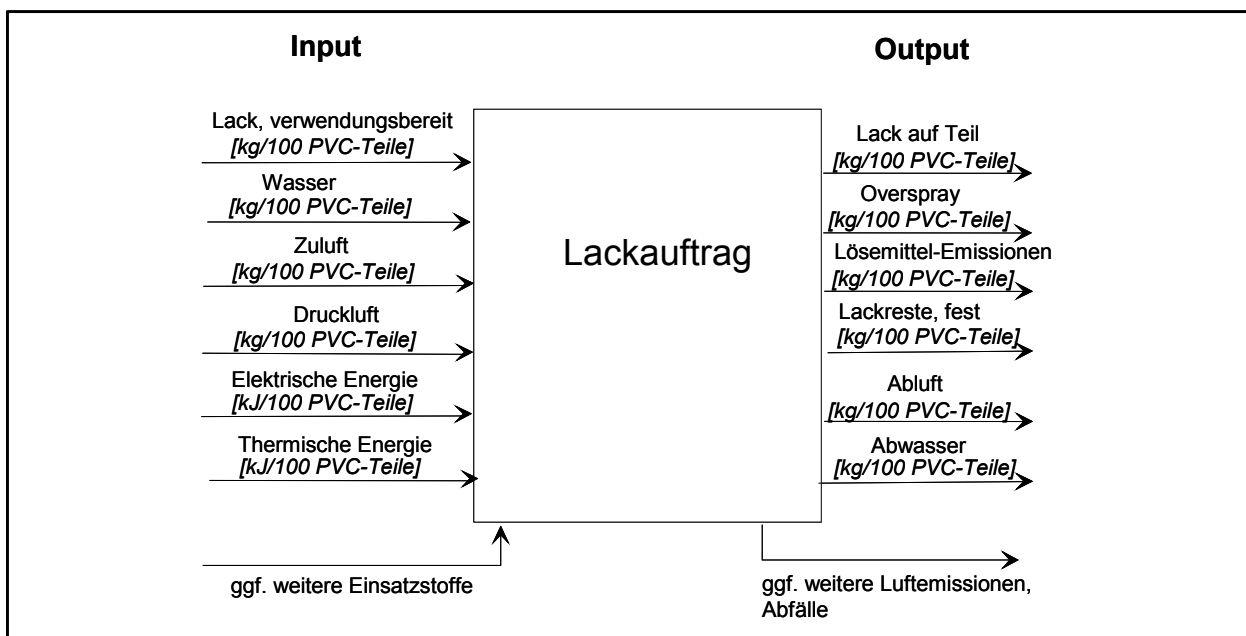 Input
Output
Lack, verwendungsbereit
[kg/100 PVC-Teile]
Wasser
[kg/100 PVC-Teile]
Zuluft
[kg/100 PVC-Teile]
Druckluft
[kg/100 PVC-Teile]
Elektrische Energie
[kJ/100 PVC-Teile]
Thermische Energie
[kJ/100 PVC-Teile]
ggf. weitere Einsatzstoffe
Lackauftrag
Lack auf Teil
[kg/100 PVC-Teile]
Overspray
[kg/100 PVC-Teile]
Lösemittel-Emissionen
[kg/100 PVC-Teile]
Lackreste, fest
[kg/100 PVC-Teile]
Abluft
[kg/100 PVC-Teile]
Abwasser
[kg/100 PVC-Teile]
ggf. weitere Luftemissionen,
Abfälle